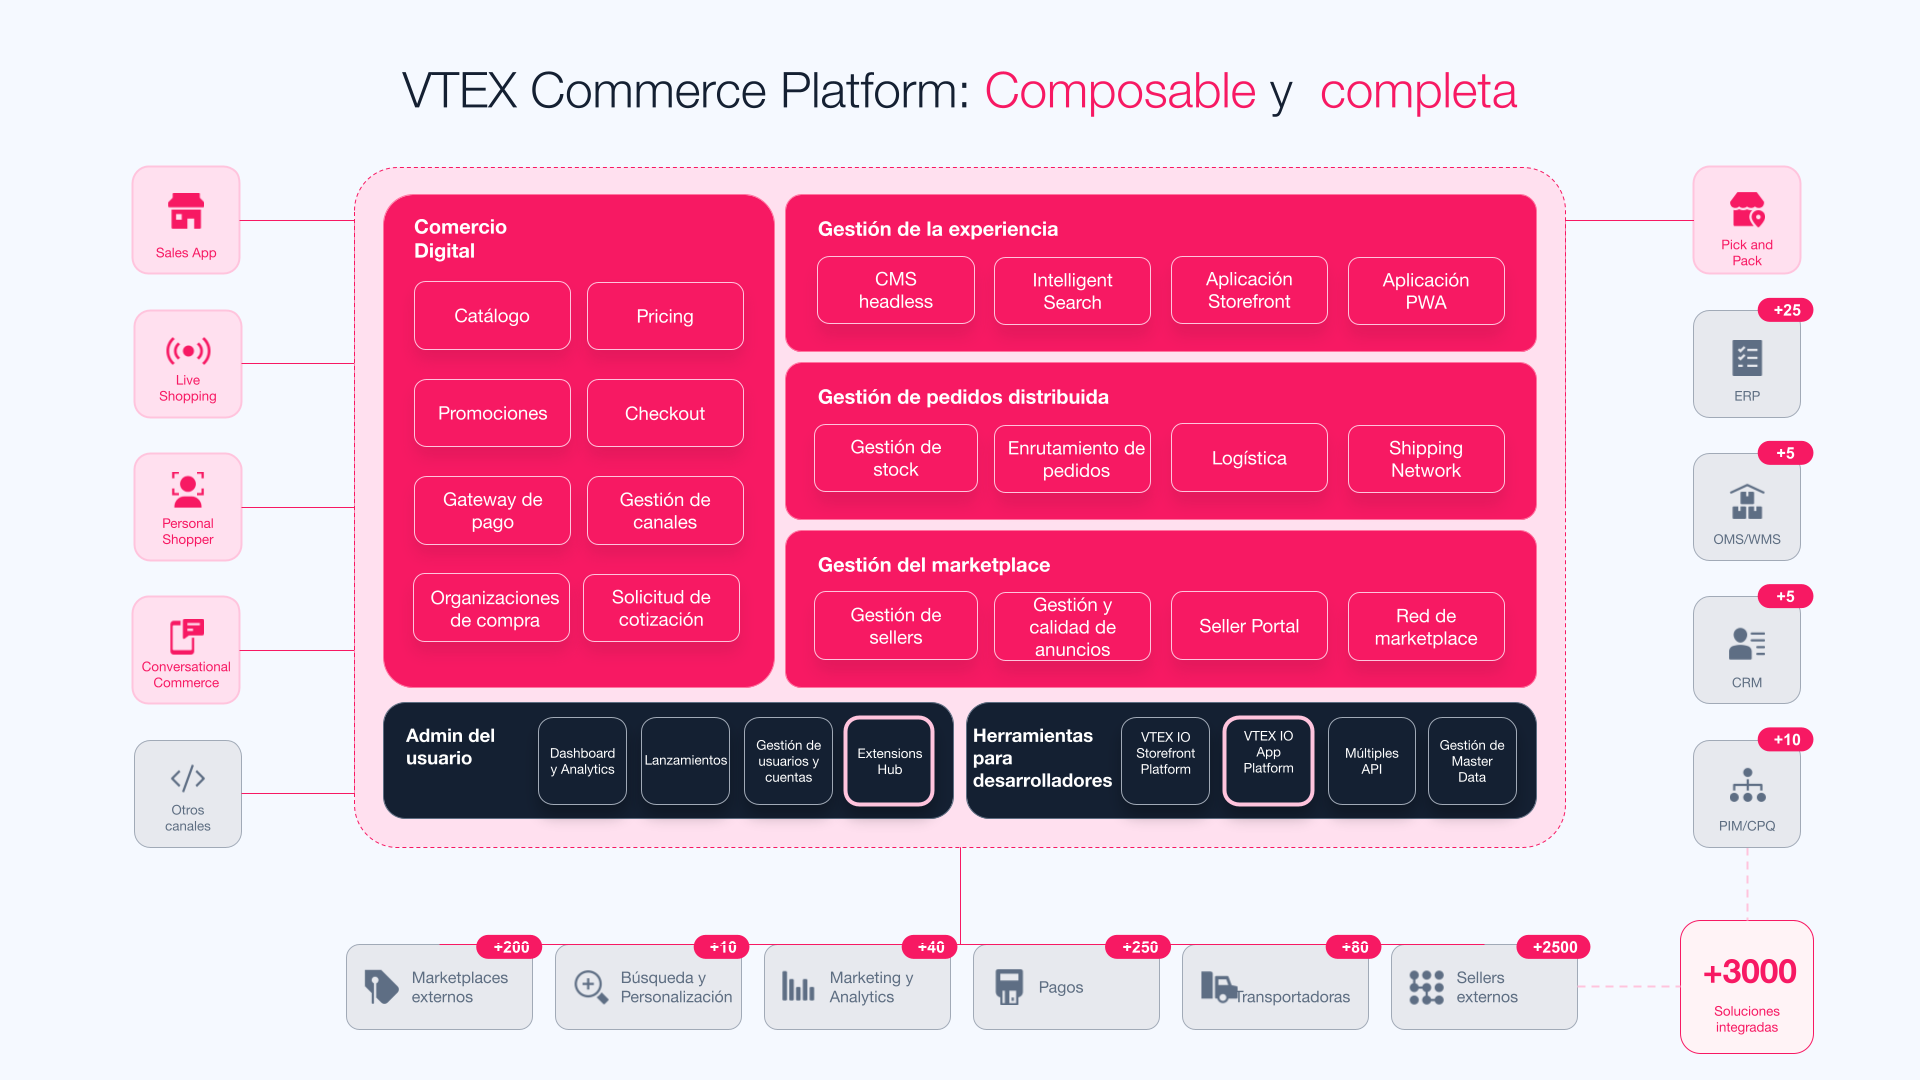 VTEX Commerce Platform: Composable y completa
Sales App
Live
Shopping
Personal
Shopper
Conversational
Commerce
Otros
canales
Comercio
Digital
Catálogo
Pricing
Promociones
Checkout
Gateway de
pago
Gestión de
canales
Organizaciones
de compra
Solicitud de
cotización
Gestión de la experiencia
CMS
headless
Intelligent
Search
Aplicación
Storefront
Aplicación
PWA
Gestión de pedidos distribuida
Gestión de
stock
Enrutamiento de
pedidos
Logística
Shipping
Network
Gestión del marketplace
Gestión de
sellers
Gestión y
calidad de
anuncios
Seller Portal
Red de
marketplace
Admin del
usuario
Dashboard
y Analytics
Lanzamientos
Gestión de
usuarios y
cuentas
Extensions
Hub
Herramientas
para
desarrolladores
VTEX IO
Storefront
Platform
VTEX IO
App
Platform
Múltiples
API
Gestión de
Master
Data
Pick and
Pack
+25
ERP
+5
OMS/WMS
+5
CRM
+10
PIM/CPQ
+200
Marketplaces
externos
+10
Búsqueda y
Personalización
+40
Marketing y
Analytics
+250
Pagos
+80
Transportadoras
+2500
Sellers
externos
+3000
Soluciones
integradas